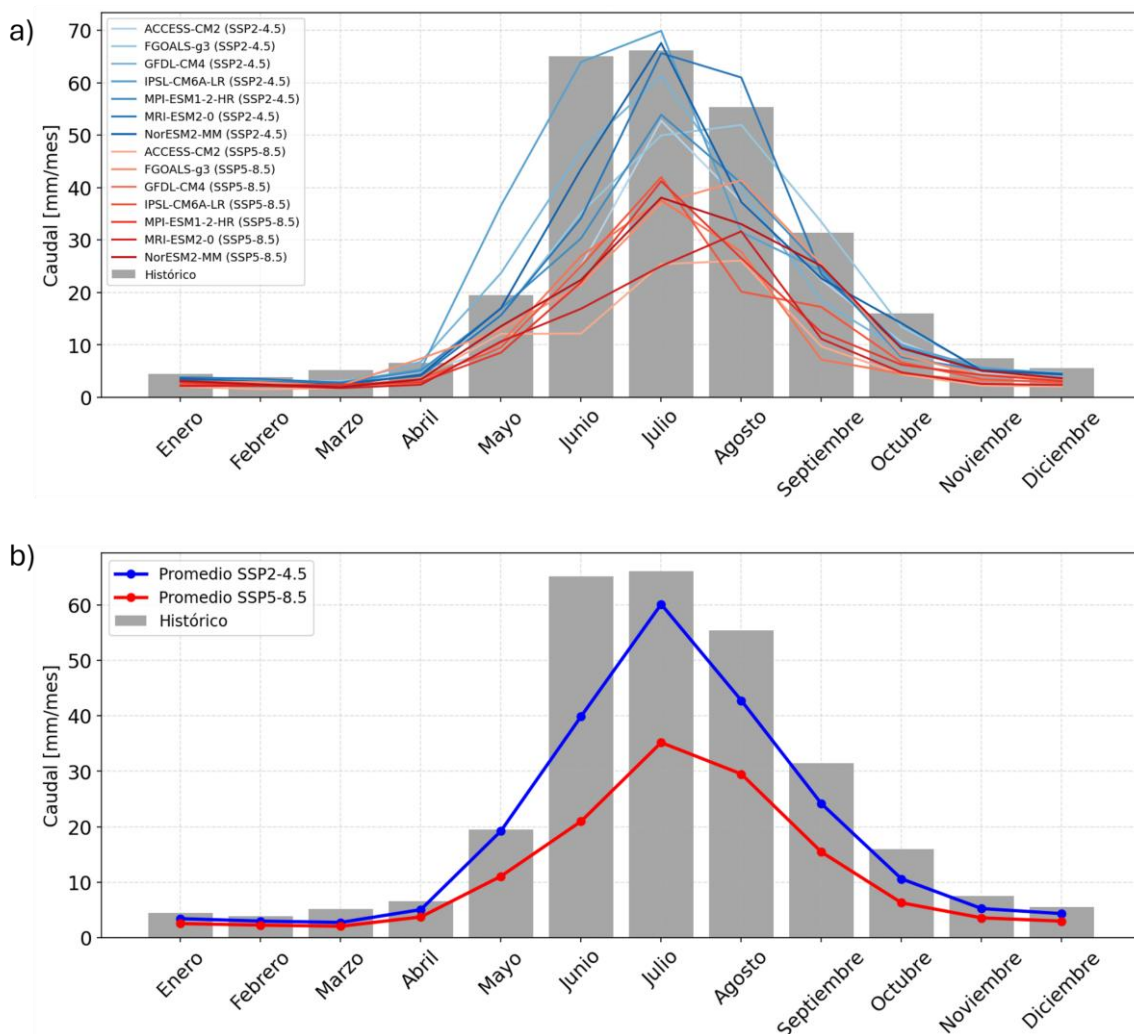 a)
ACCESS-CM2 (SSP2-4.5)
FGOALS-g3 (SSP2-4.5)
GFDL-CM4 (SSP2-4.5)
IPSL-CM6A-LR (SSP2-4.5)
MPI-ESM1-2-HR (SSP2-4.5)
MRI-ESM2-0 (SSP2-4.5)
NorESM2-MM (SSP2-4.5)
ACCESS-CM2 (SSP5-8.5)
FGOALS-g3 (SSP5-8.5)
GFDL-CM4 (SSP5-8.5)
IPSL-CM6A-LR (SSP5-8.5)
MPI-ESM1-2-HR (SSP5-8.5)
MRI-ESM2-0 (SSP5-8.5)
NorESM2-MM (SSP5-8.5)
Histórico
Caudal [mm/mes]
70
60
50
40
30
20
10
0
Enero
Febrero
Marzo
Abril
Mayo
Junio
Julio
Agosto
Septiembre
Octubre
Noviembre
Diciembre
b)
Promedio SSP2-4.5
Promedio SSP5-8.5
Histórico
Caudal [mm/mes]
60
50
40
30
20
10
0
Enero
Febrero
Marzo
Abril
Mayo
Junio
Julio
Agosto
Septiembre
Octubre
Noviembre
Diciembre